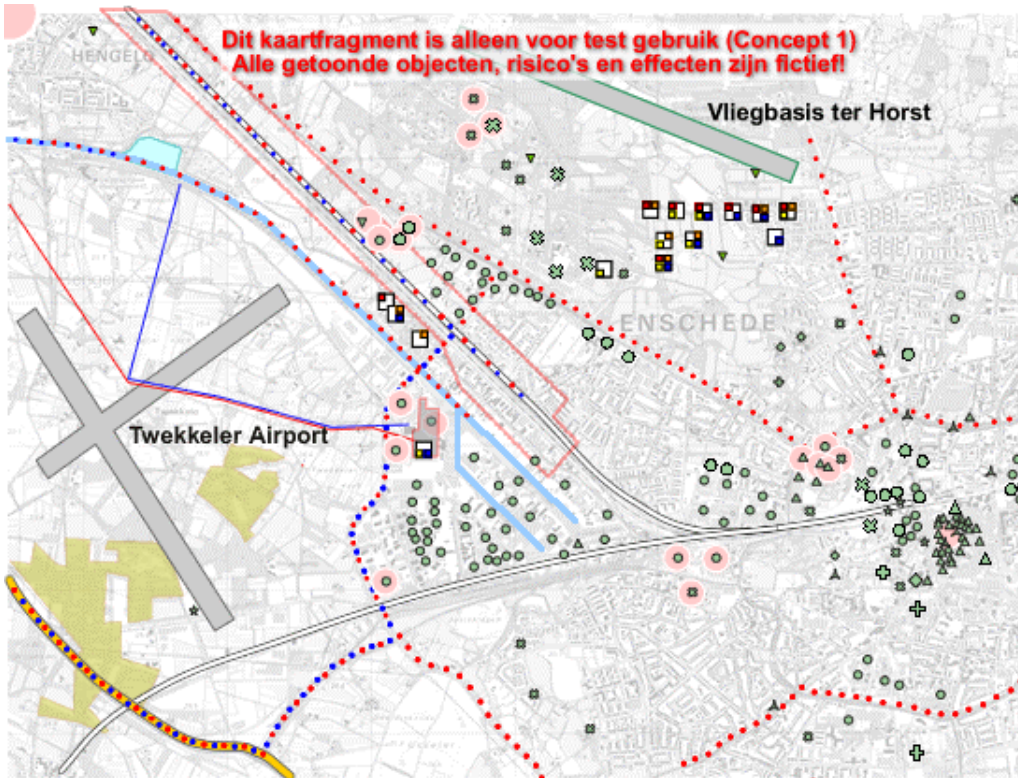 Dit kaartfragment is alleen voor test gebruik (Concept 1)
Alle getoonde objecten, risico's en effecten zijn fictief!
HENGELO
Vliegbasis ter Horst
ENSCHEDE
Twekkeler Airport